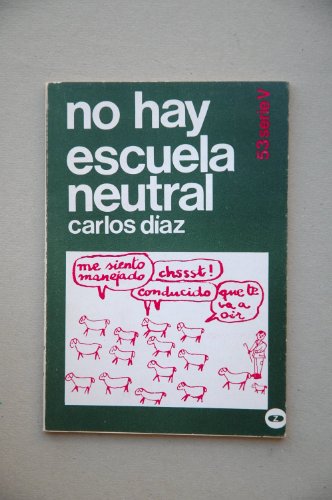 no hay
escuela
neutral
carlos diaz
53 serie V
me siento
manejado
chssst!
conducido
que te
va a
oir
z